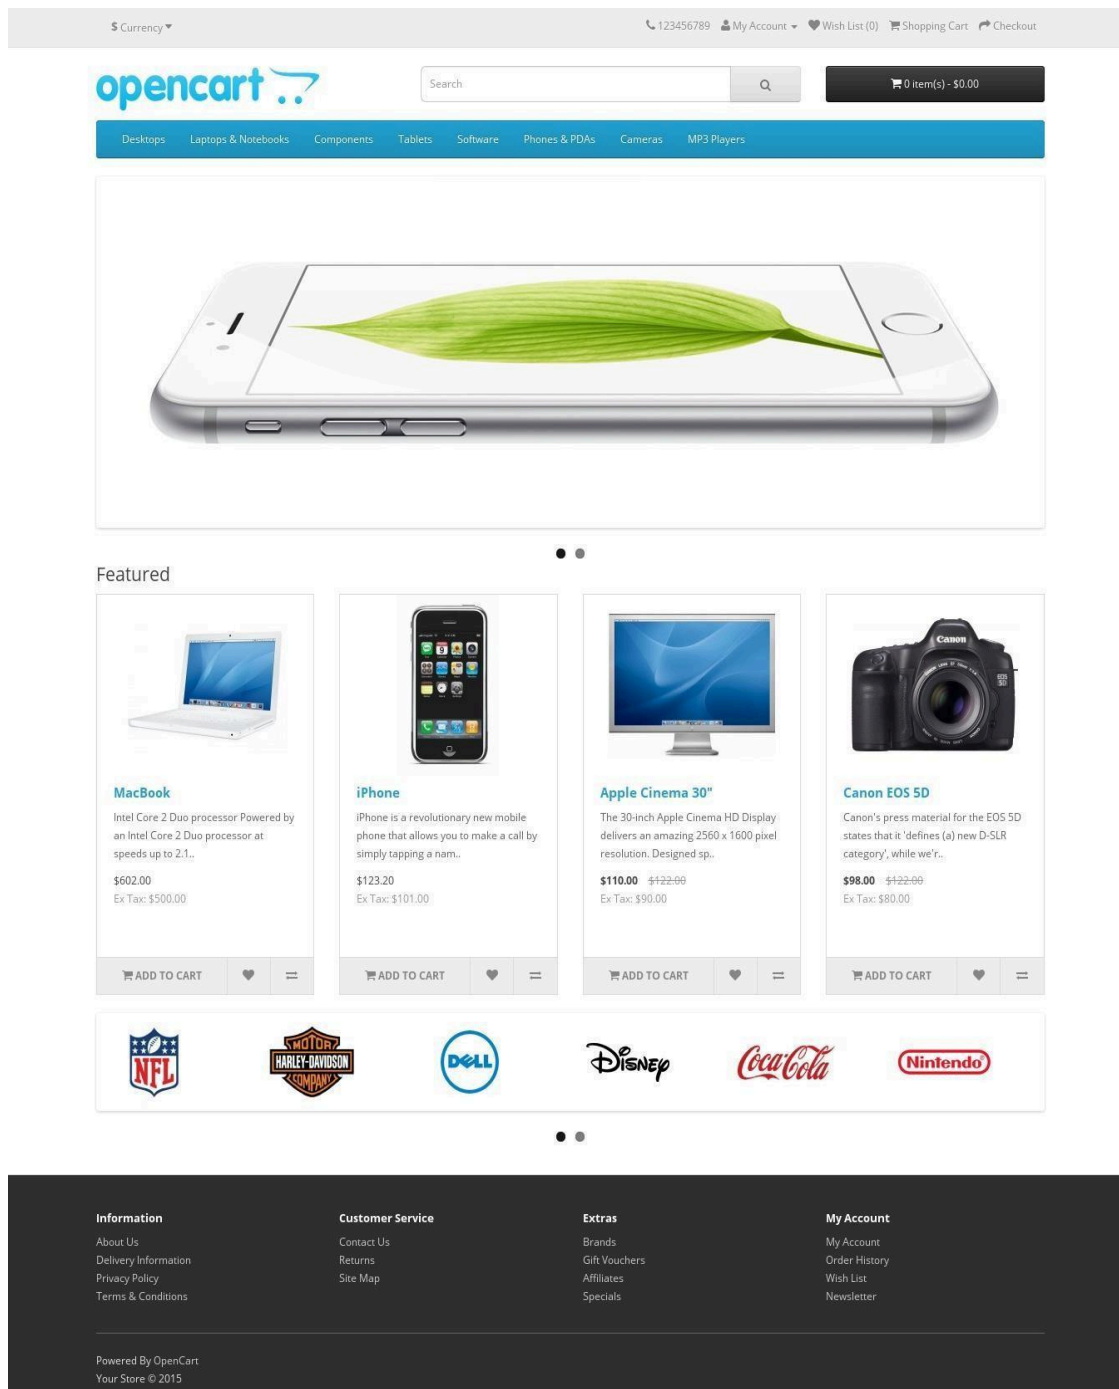 $ Currency
123456789 My Account Wish List (0) Shopping Cart Checkout
opencart
Search
0 item(s) - $0.00
Desktops Laptops & Notebooks Components Tablets Software Phones & PDAs Cameras MP3 Players
Featured
Canon
EOS
5D
MacBook
Intel Core 2 Duo processor Powered by
an Intel Core 2 Duo processor at
speeds up to 2.1..
$602.00
Ex Tax: $500.00
ADD TO CART
iPhone
iPhone is a revolutionary new mobile
phone that allows you to make a call by
simply tapping a nam..
$123.20
Ex Tax: $101.00
ADD TO CART
Apple Cinema 30"
The 30-inch Apple Cinema HD Display
delivers an amazing 2560 x 1600 pixel
resolution. Designed sp..
$110.00 $122.00
Ex Tax: $90.00
ADD TO CART
Canon EOS 5D
Canon's press material for the EOS 5D
states that it 'defines (a) new D-SLR
category', while we'r..
$98.00 $122.00
Ex Tax: $80.00
ADD TO CART
NFL
MOTOR
HARLEY-DAVIDSON
COMPANY
DELL
Disney
Coca-Cola
Nintendo
Information
About Us
Delivery Information
Privacy Policy
Terms & Conditions
Customer Service
Contact Us
Returns
Site Map
Extras
Brands
Gift Vouchers
Affiliates
Specials
My Account
My Account
Order History
Wish List
Newsletter
Powered By OpenCart
Your Store © 2015